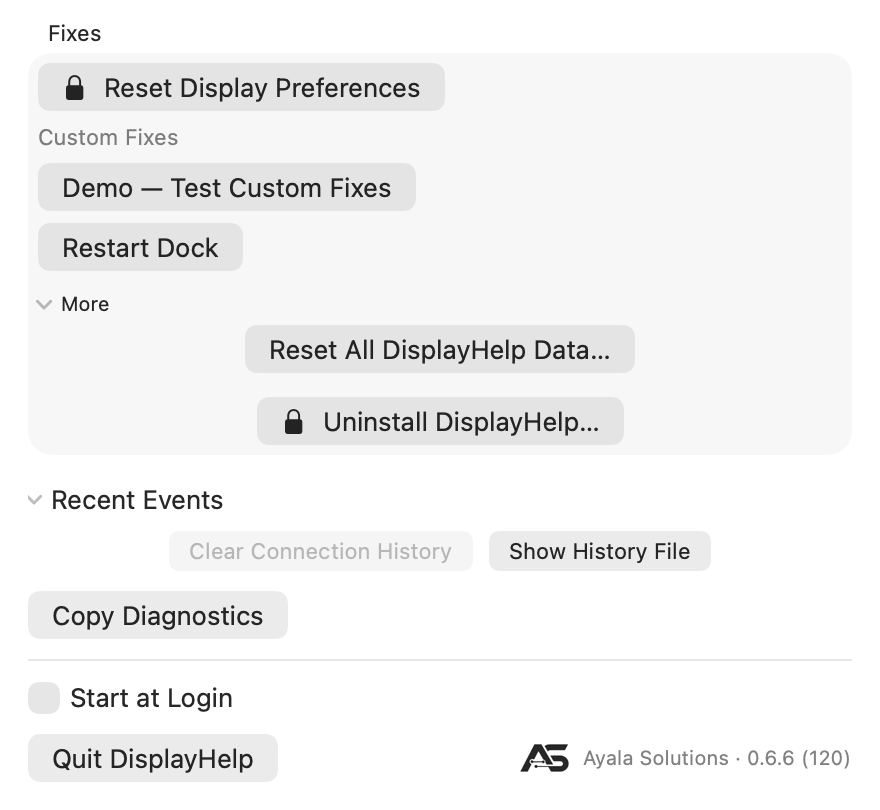 Fixes
Reset Display Preferences
Custom Fixes
Demo — Test Custom Fixes
Restart Dock
More
Reset All DisplayHelp Data...
Uninstall DisplayHelp...
Recent Events
Clear Connection History
Show History File
Copy Diagnostics
Start at Login
Quit DisplayHelp
AS Ayala Solutions · 0.6.6 (120)